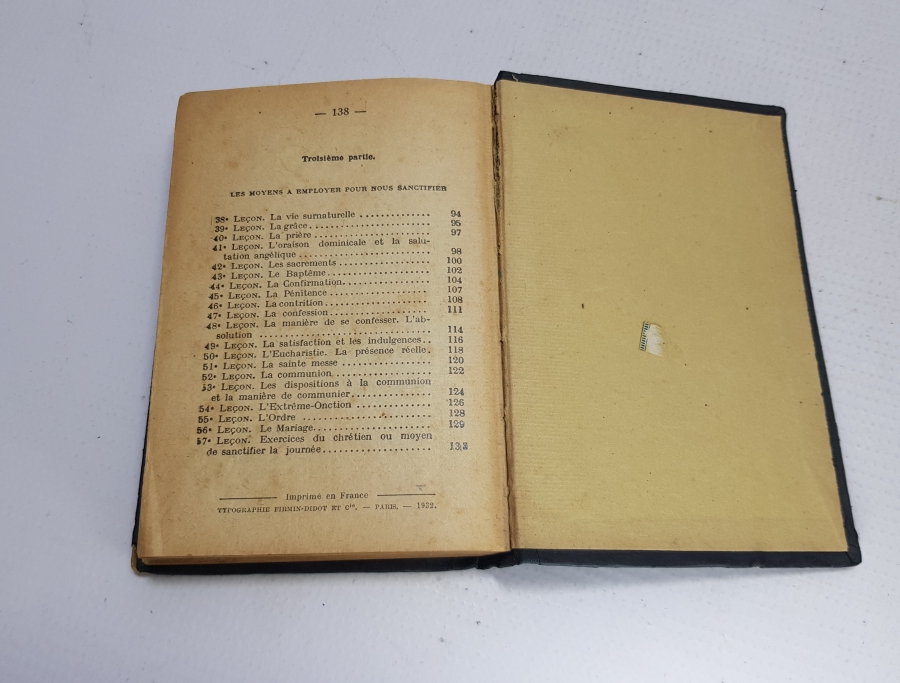 — 138 —
Troisième partie.
LES MOYENS A EMPLOYER POUR NOUS SANCTIFIER
38e LEÇON. La vie surnaturelle .............. 94
39e LEÇON. La grâce.................. 95
40e LEÇON. La prière .................. 97
41e LEÇON. L'oraison dominicale et la salu-
tation angélique.................... 98
42e LEÇON. Les sacrements .............. 100
43e LEÇON. Le Baptême.................. 102
44e LEÇON. La Confirmation.............. 104
45e LEÇON. La Pénitence ................ 107
46e LEÇON. La contrition................ 108
47e LEÇON. La confession................ 111
48e LEÇON. La manière de se confesser. L'ab-
solution .......................... 114
49e LEÇON. La satisfaction et les indulgences.. 116
50e LEÇON. L'Eucharistie. La présence réelle. 118
51e LEÇON. La sainte messe .............. 120
52e LEÇON. La communion................ 122
53e LEÇON. Les dispositions à la communion
et la manière de communier.............. 124
54e LEÇON. L'Extrême-Onction ............ 126
55e LEÇON. L'Ordre .................... 128
56e LEÇON. Le Mariage.................. 129
57e LEÇON. Exercices du chrétien ou moyen
de sanctifier la journée.................. 132
Imprimé en France
TYPOGRAPHIE FIRMIN-DIDOT ET Cie. — PARIS. — 1932.